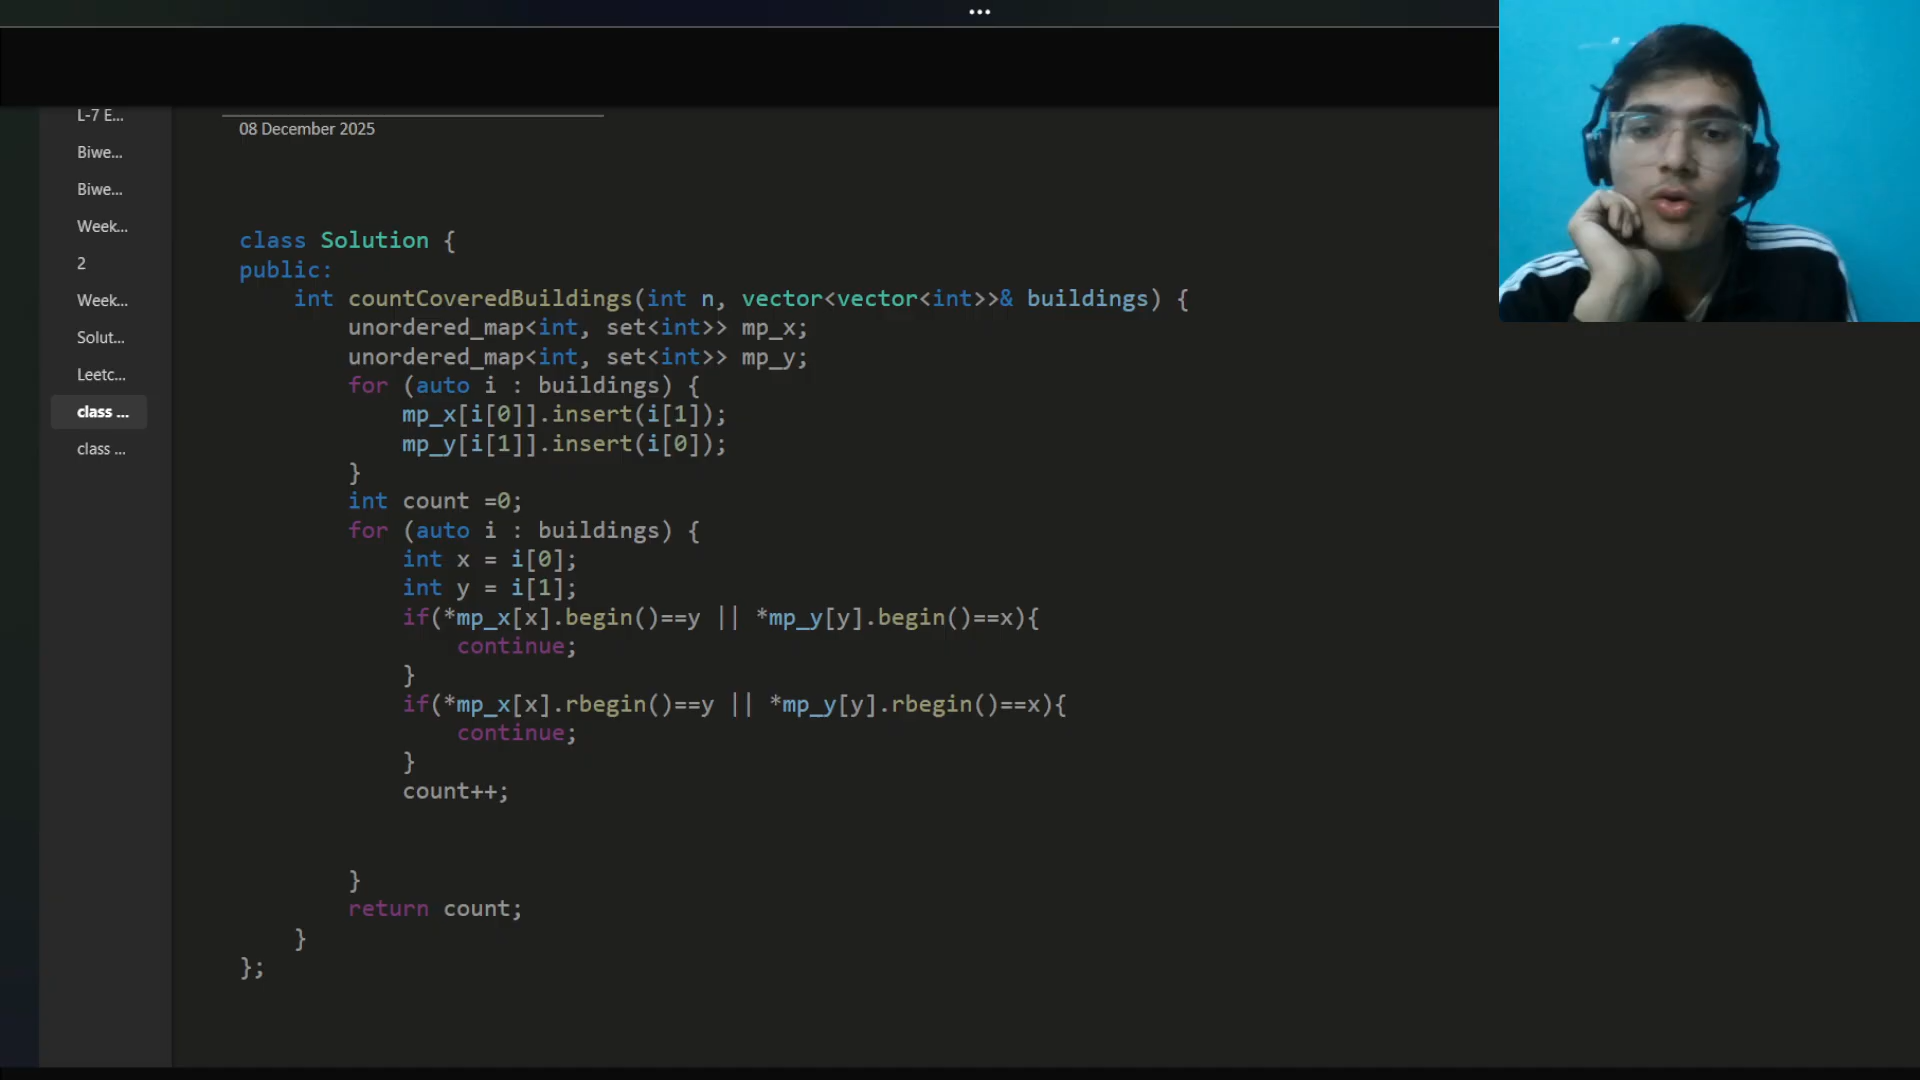 L-7 E...
Biwe...
Biwe...
Week...
2
Week...
Solut...
Leetc...
class ...
class ...
08 December 2025
class Solution {
public:
    int countCoveredBuildings(int n, vector<vector<int>>& buildings) {
        unordered_map<int, set<int>> mp_x;
        unordered_map<int, set<int>> mp_y;
        for (auto i : buildings) {
            mp_x[i[0]].insert(i[1]);
            mp_y[i[1]].insert(i[0]);
        }
        int count =0;
        for (auto i : buildings) {
            int x = i[0];
            int y = i[1];
            if(*mp_x[x].begin()==y || *mp_y[y].begin()==x){
                continue;
            }
            if(*mp_x[x].rbegin()==y || *mp_y[y].rbegin()==x){
                continue;
            }
            count++;
        }
        return count;
    }
};